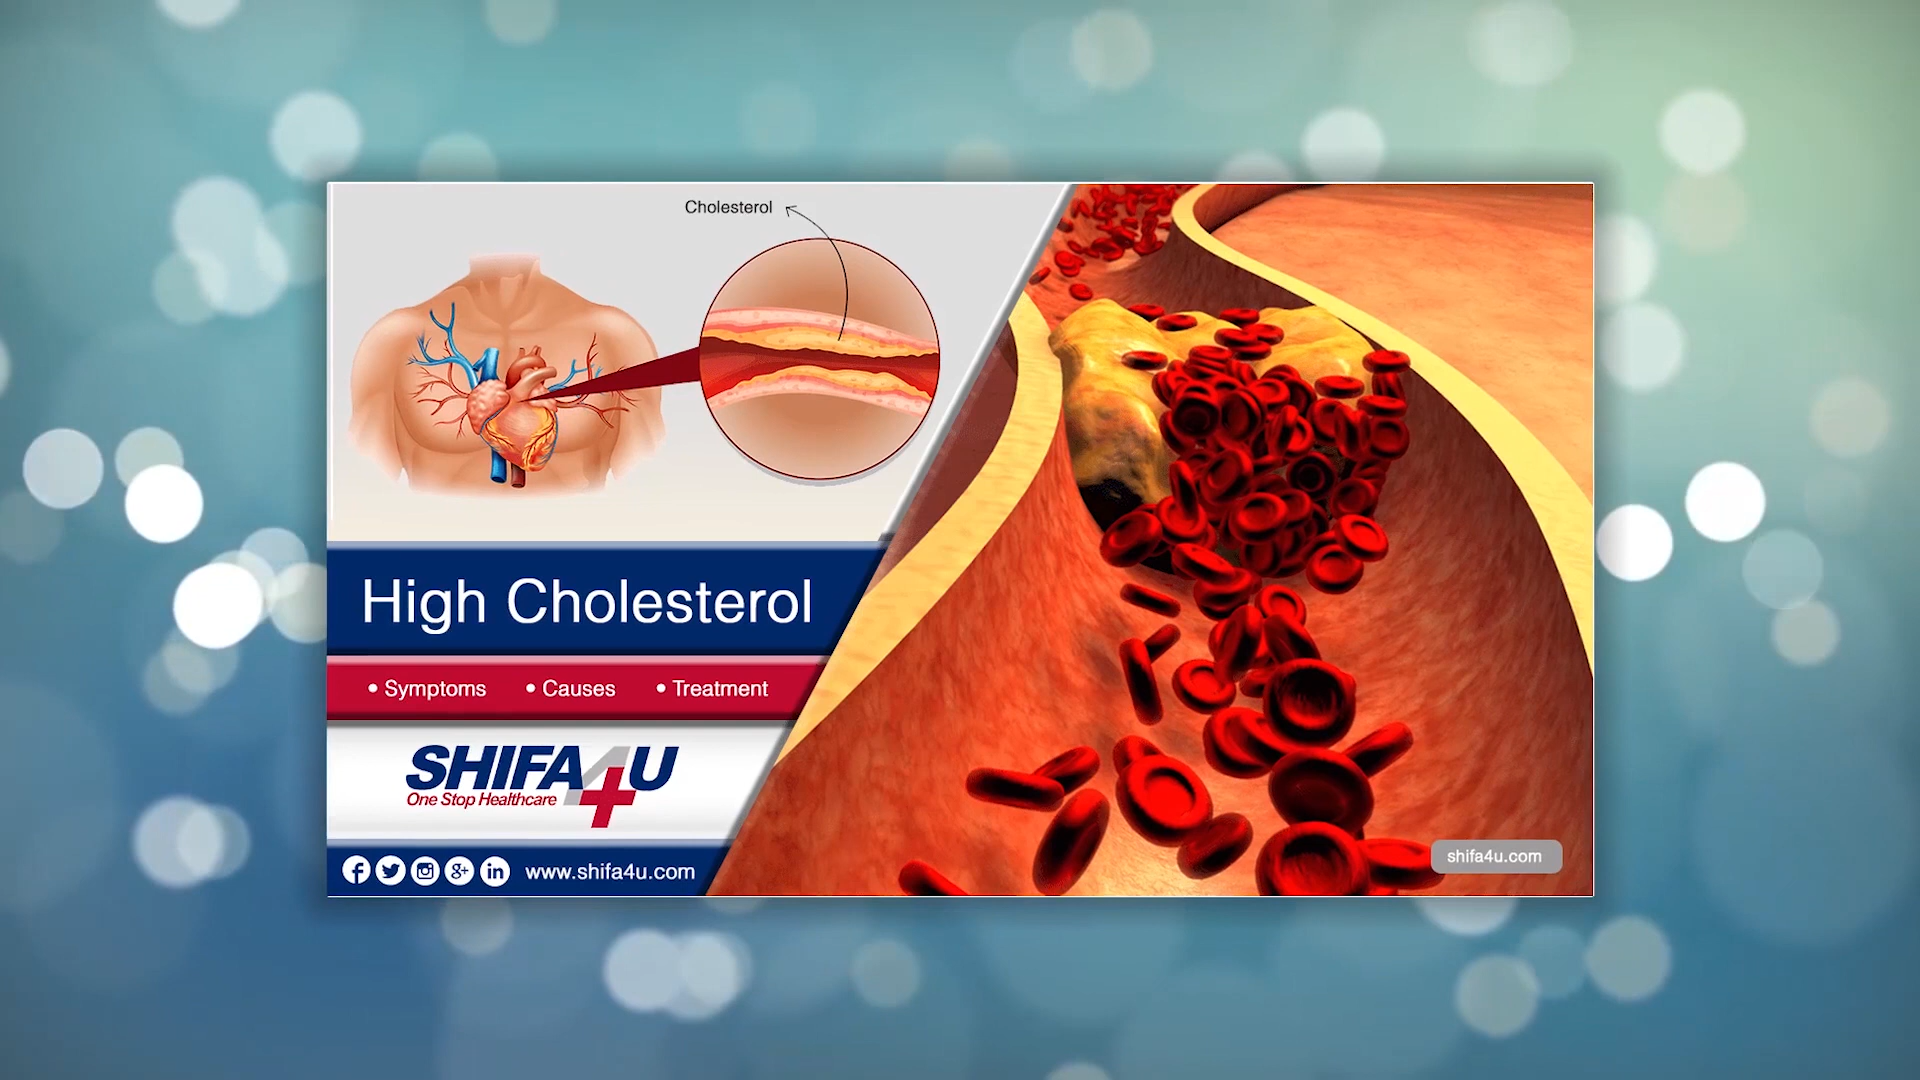 Cholesterol
High Cholesterol
• Symptoms • Causes • Treatment
SHIFA4U
One Stop Healthcare
www.shifa4u.com
shifa4u.com